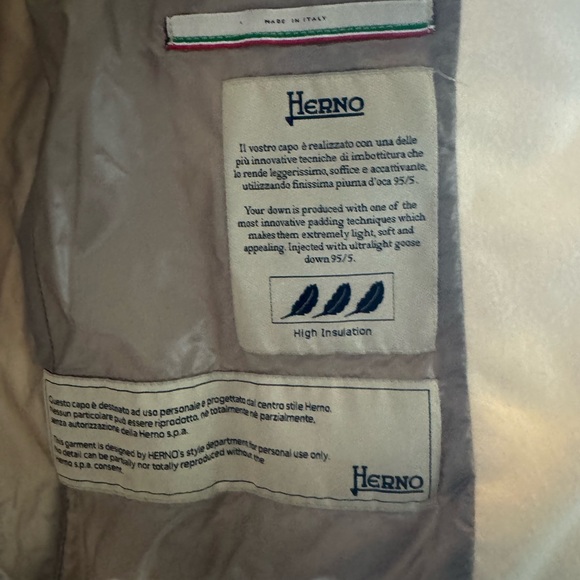 MADE IN ITALY
HERNO
Il vostro capo è realizzato con una delle
più innovative tecniche di imbottitura che
lo rende leggerissimo, soffice e accattivante,
utilizzando finissima piuma d'oca 95/5.
Your down is produced with one of the
most innovative padding techniques which
makes them extremely light, soft and
appealing. Injected with ultralight goose
down 95/5.
High Insulation
Questo capo è destinato ad uso personale e progettato dal centro stile Herno.
Nessun particolare può essere riprodotto, nè totalmente nè parzialmente,
senza autorizzazione della Herno s.p.a.
This garment is designed by HERNO's style department for personal use only.
No detail can be partially nor totally reproduced without the
Herno s.p.a. consent.
HERNO